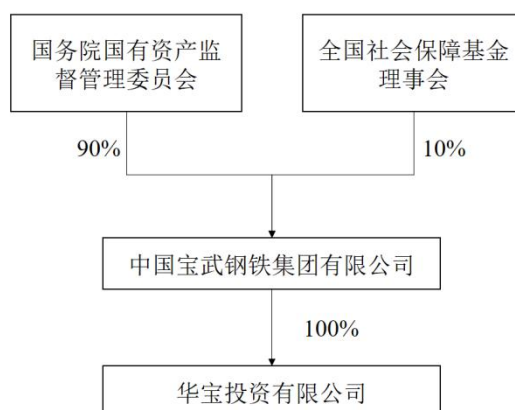 国务院国有资产监
督管理委员会
全国社会保障基金
理事会
90%
10%
中国宝武钢铁集团有限公司
100%
华宝投资有限公司